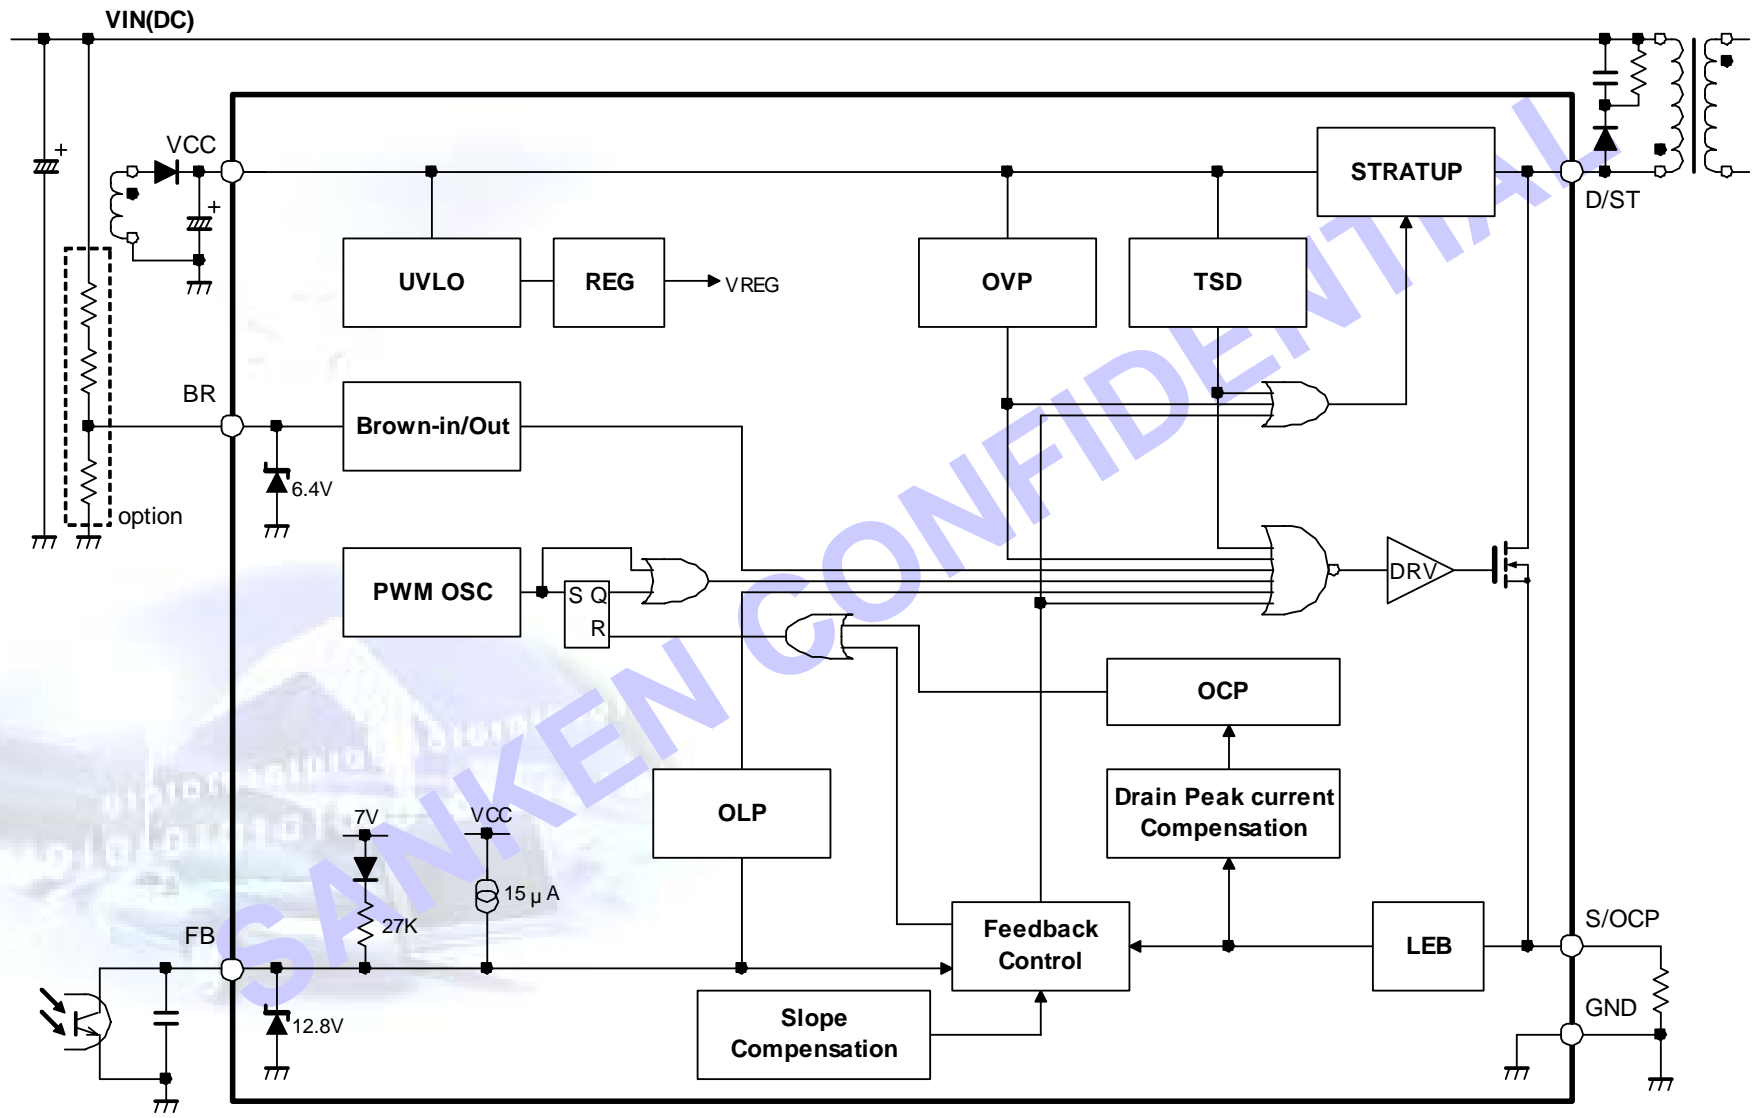 VIN(DC)
VCC
STRATUP
D/ST
UVLO
REG
VREG
OVP
TSD
BR
Brown-in/Out
6.4V
option
PWM OSC
S Q
R
DRV
OCP
OLP
Drain Peak current
Compensation
7V
VCC
15 μ A
27K
FB
Feedback
Control
LEB
S/OCP
12.8V
Slope
Compensation
GND
SANKEN CONFIDENTIAL